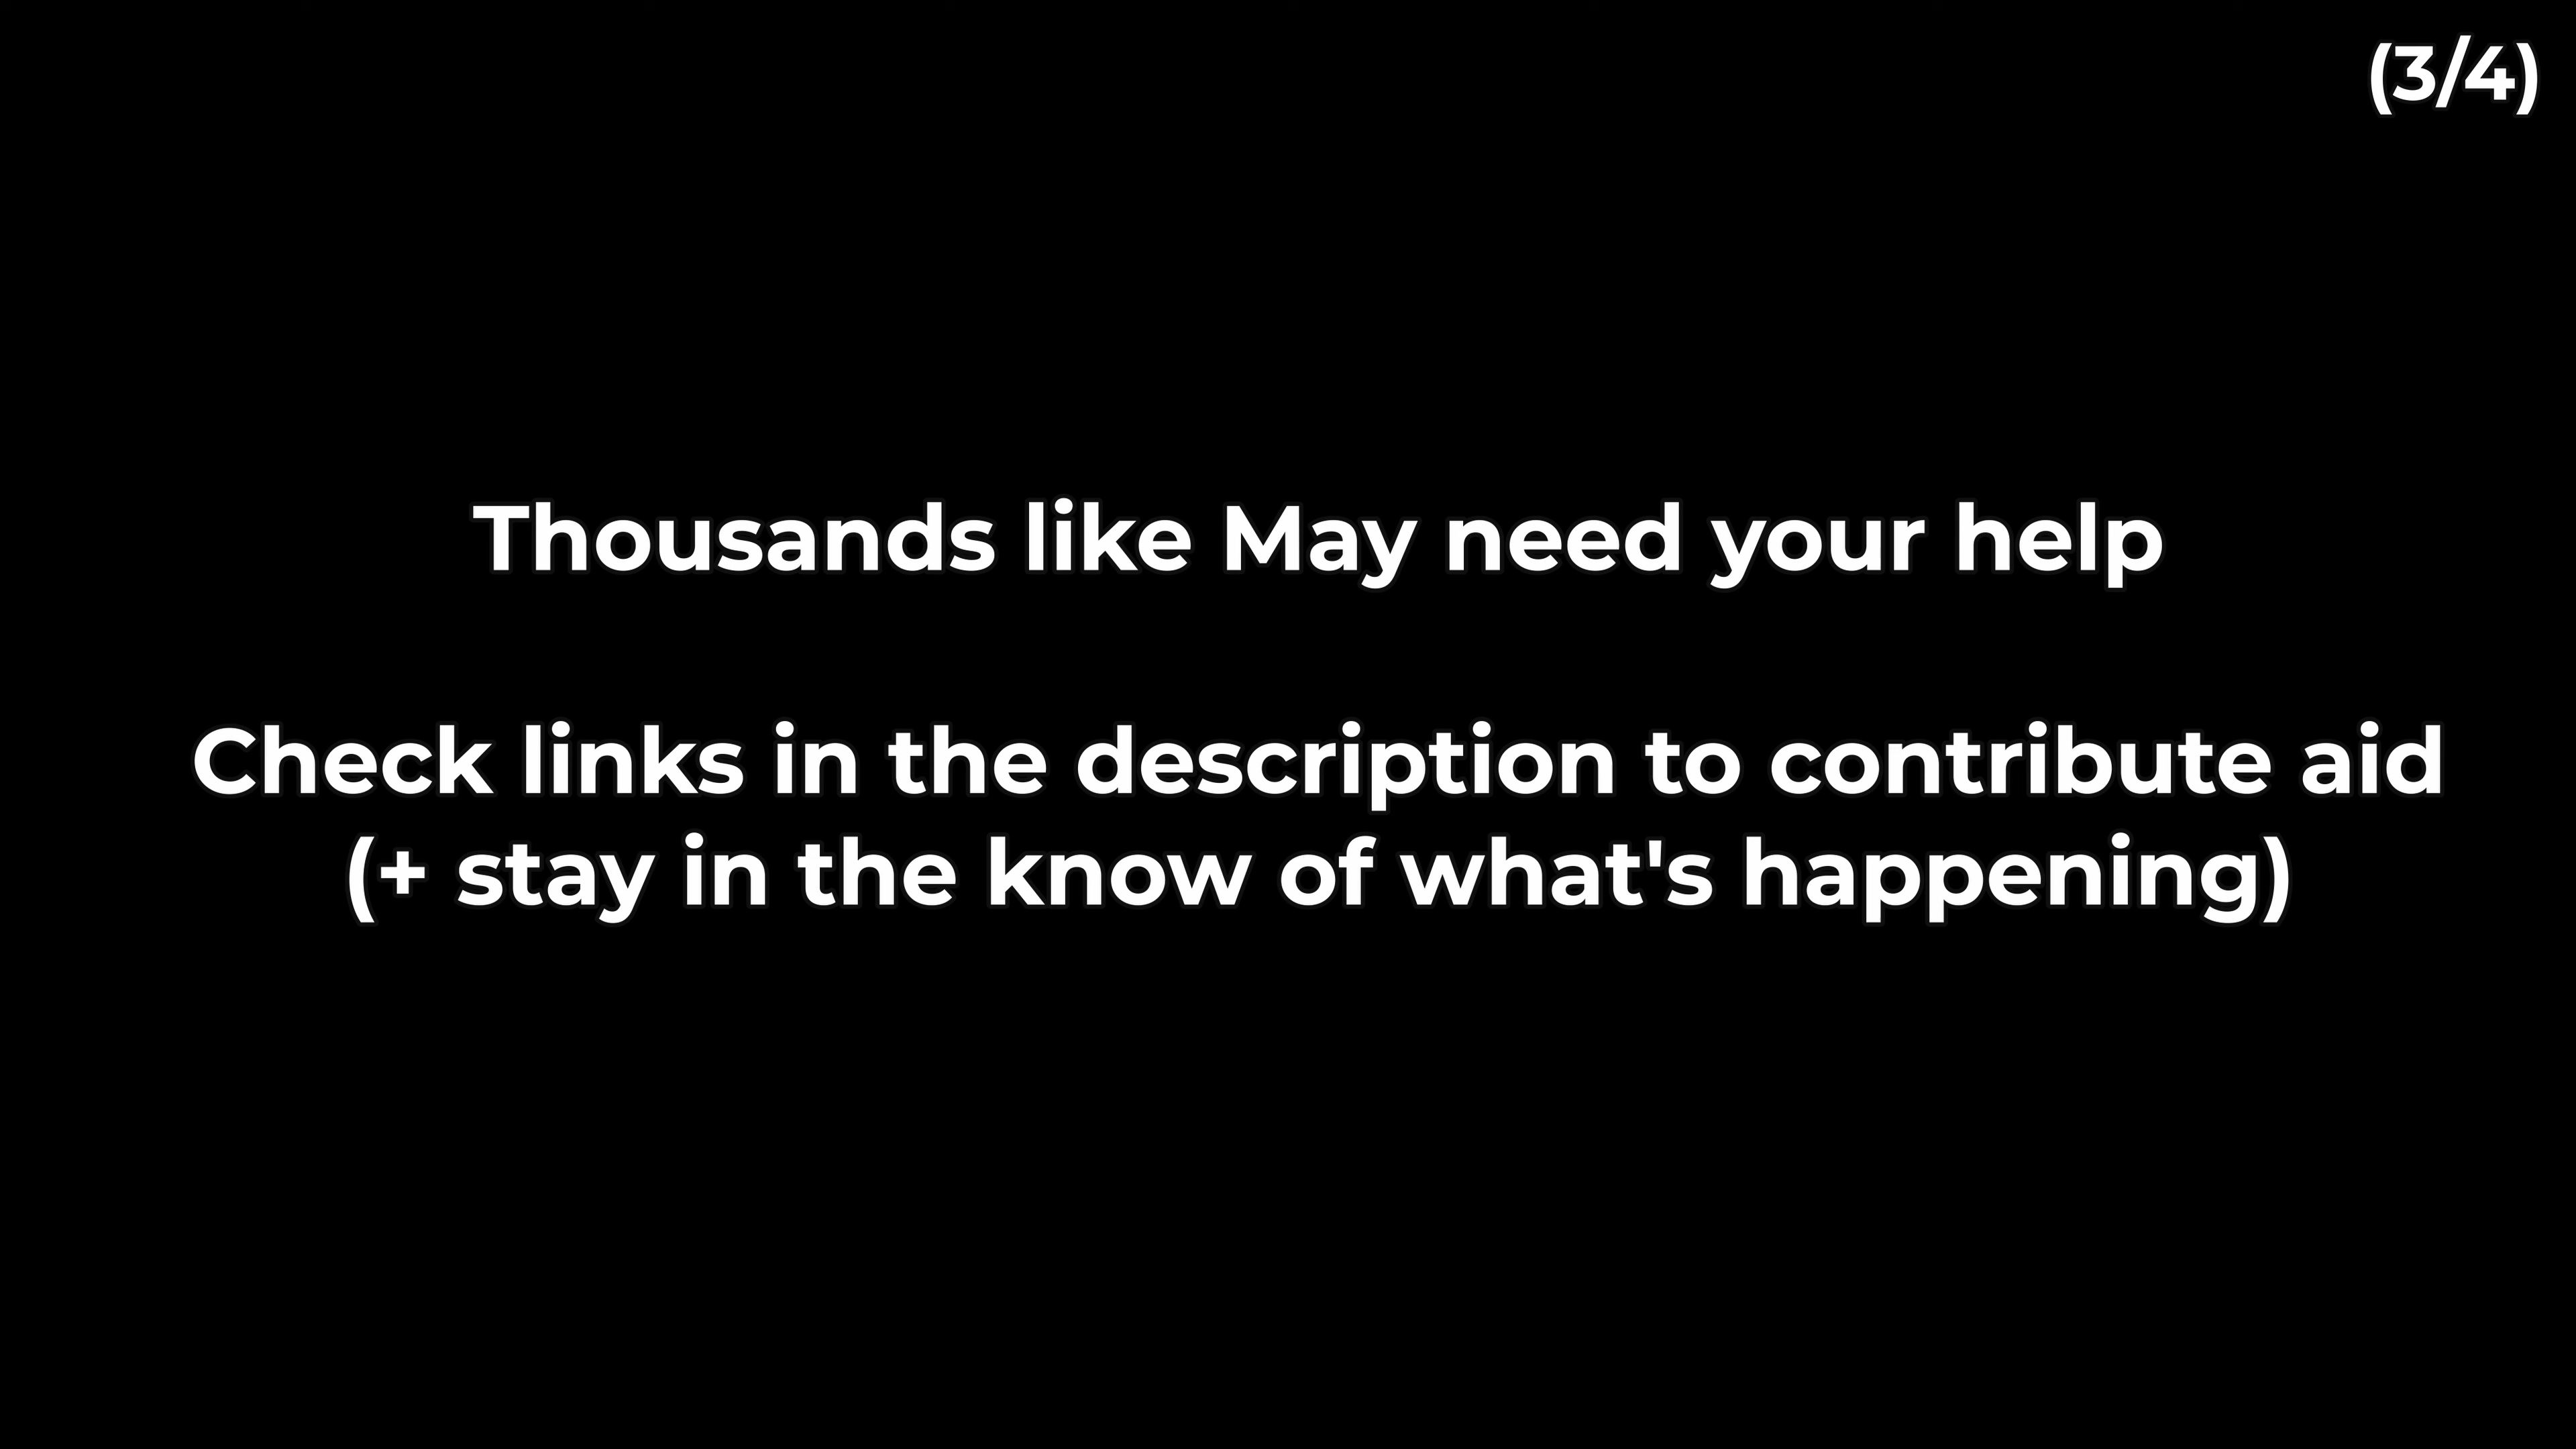 (3/4)
Thousands like May need your help
Check links in the description to contribute aid
(+ stay in the know of what's happening)